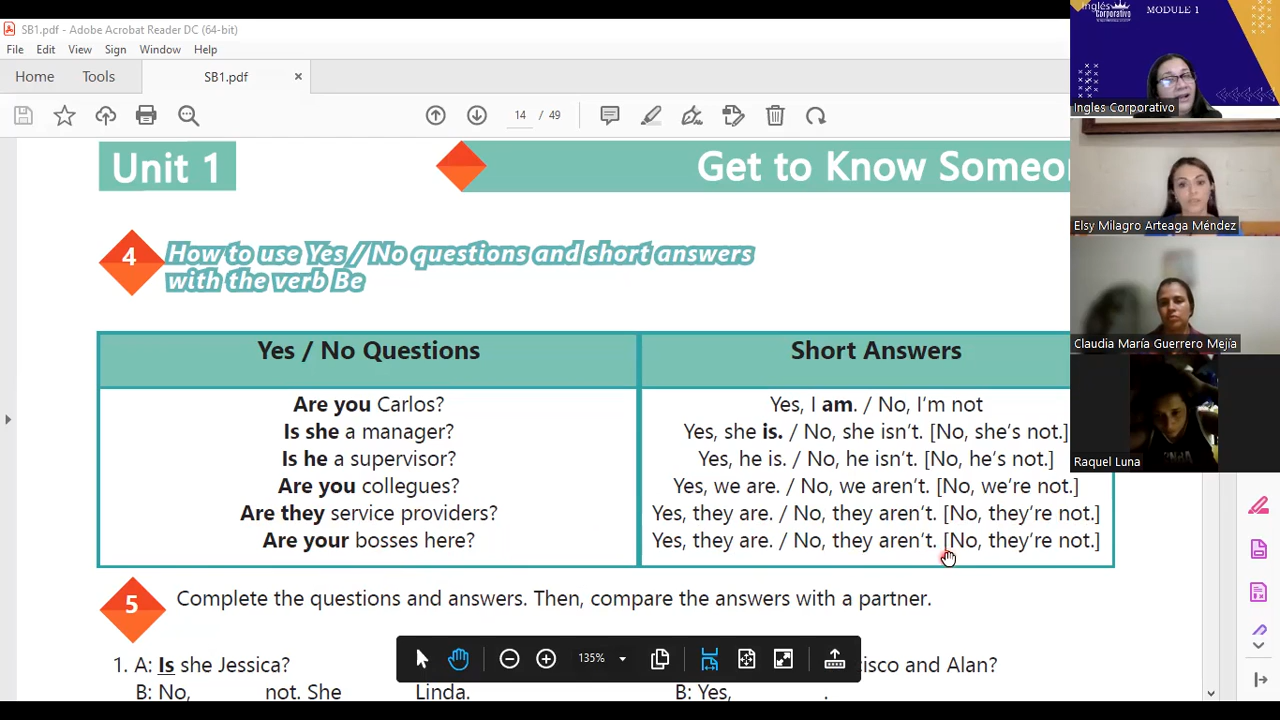 SB1.pdf - Adobe Acrobat Reader DC (64-bit)
File Edit View Sign Window Help
Home Tools SB1.pdf ×
14 / 49
Unit 1
Get to Know Someo
4
How to use Yes / No questions and short answers
with the verb Be
Yes / No Questions Short Answers
Are you Carlos? Yes, I am. / No, I'm not
Is she a manager? Yes, she is. / No, she isn't. [No, she's not.]
Is he a supervisor? Yes, he is. / No, he isn't. [No, he's not.]
Are you collegues? Yes, we are. / No, we aren't. [No, we're not.]
Are they service providers? Yes, they are. / No, they aren't. [No, they're not.]
Are your bosses here? Yes, they are. / No, they aren't. [No, they're not.]
5
Complete the questions and answers. Then, compare the answers with a partner.
1. A: Is she Jessica?
isco and Alan?
B: No, not. She Linda.
B: Yes, .
135%
Inglés
corporativo
MODULE 1
Ingles Corporativo
Elsy Milagro Arteaga Méndez
Claudia María Guerrero Mejía
Raquel Luna